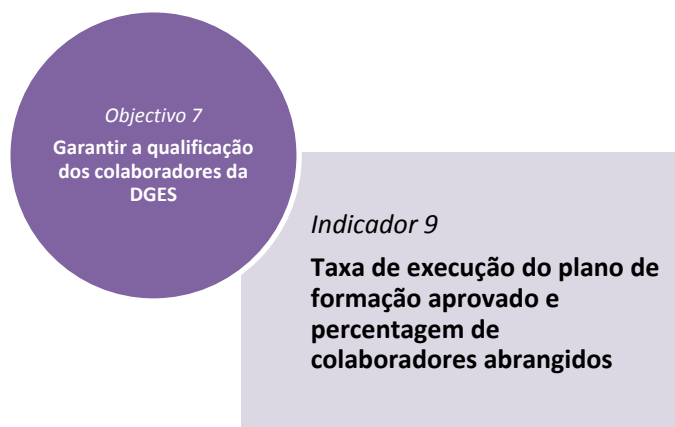 Objectivo 7
Garantir a qualificação
dos colaboradores da
DGES
Indicador 9
Taxa de execução do plano de
formação aprovado e
percentagem de
colaboradores abrangidos